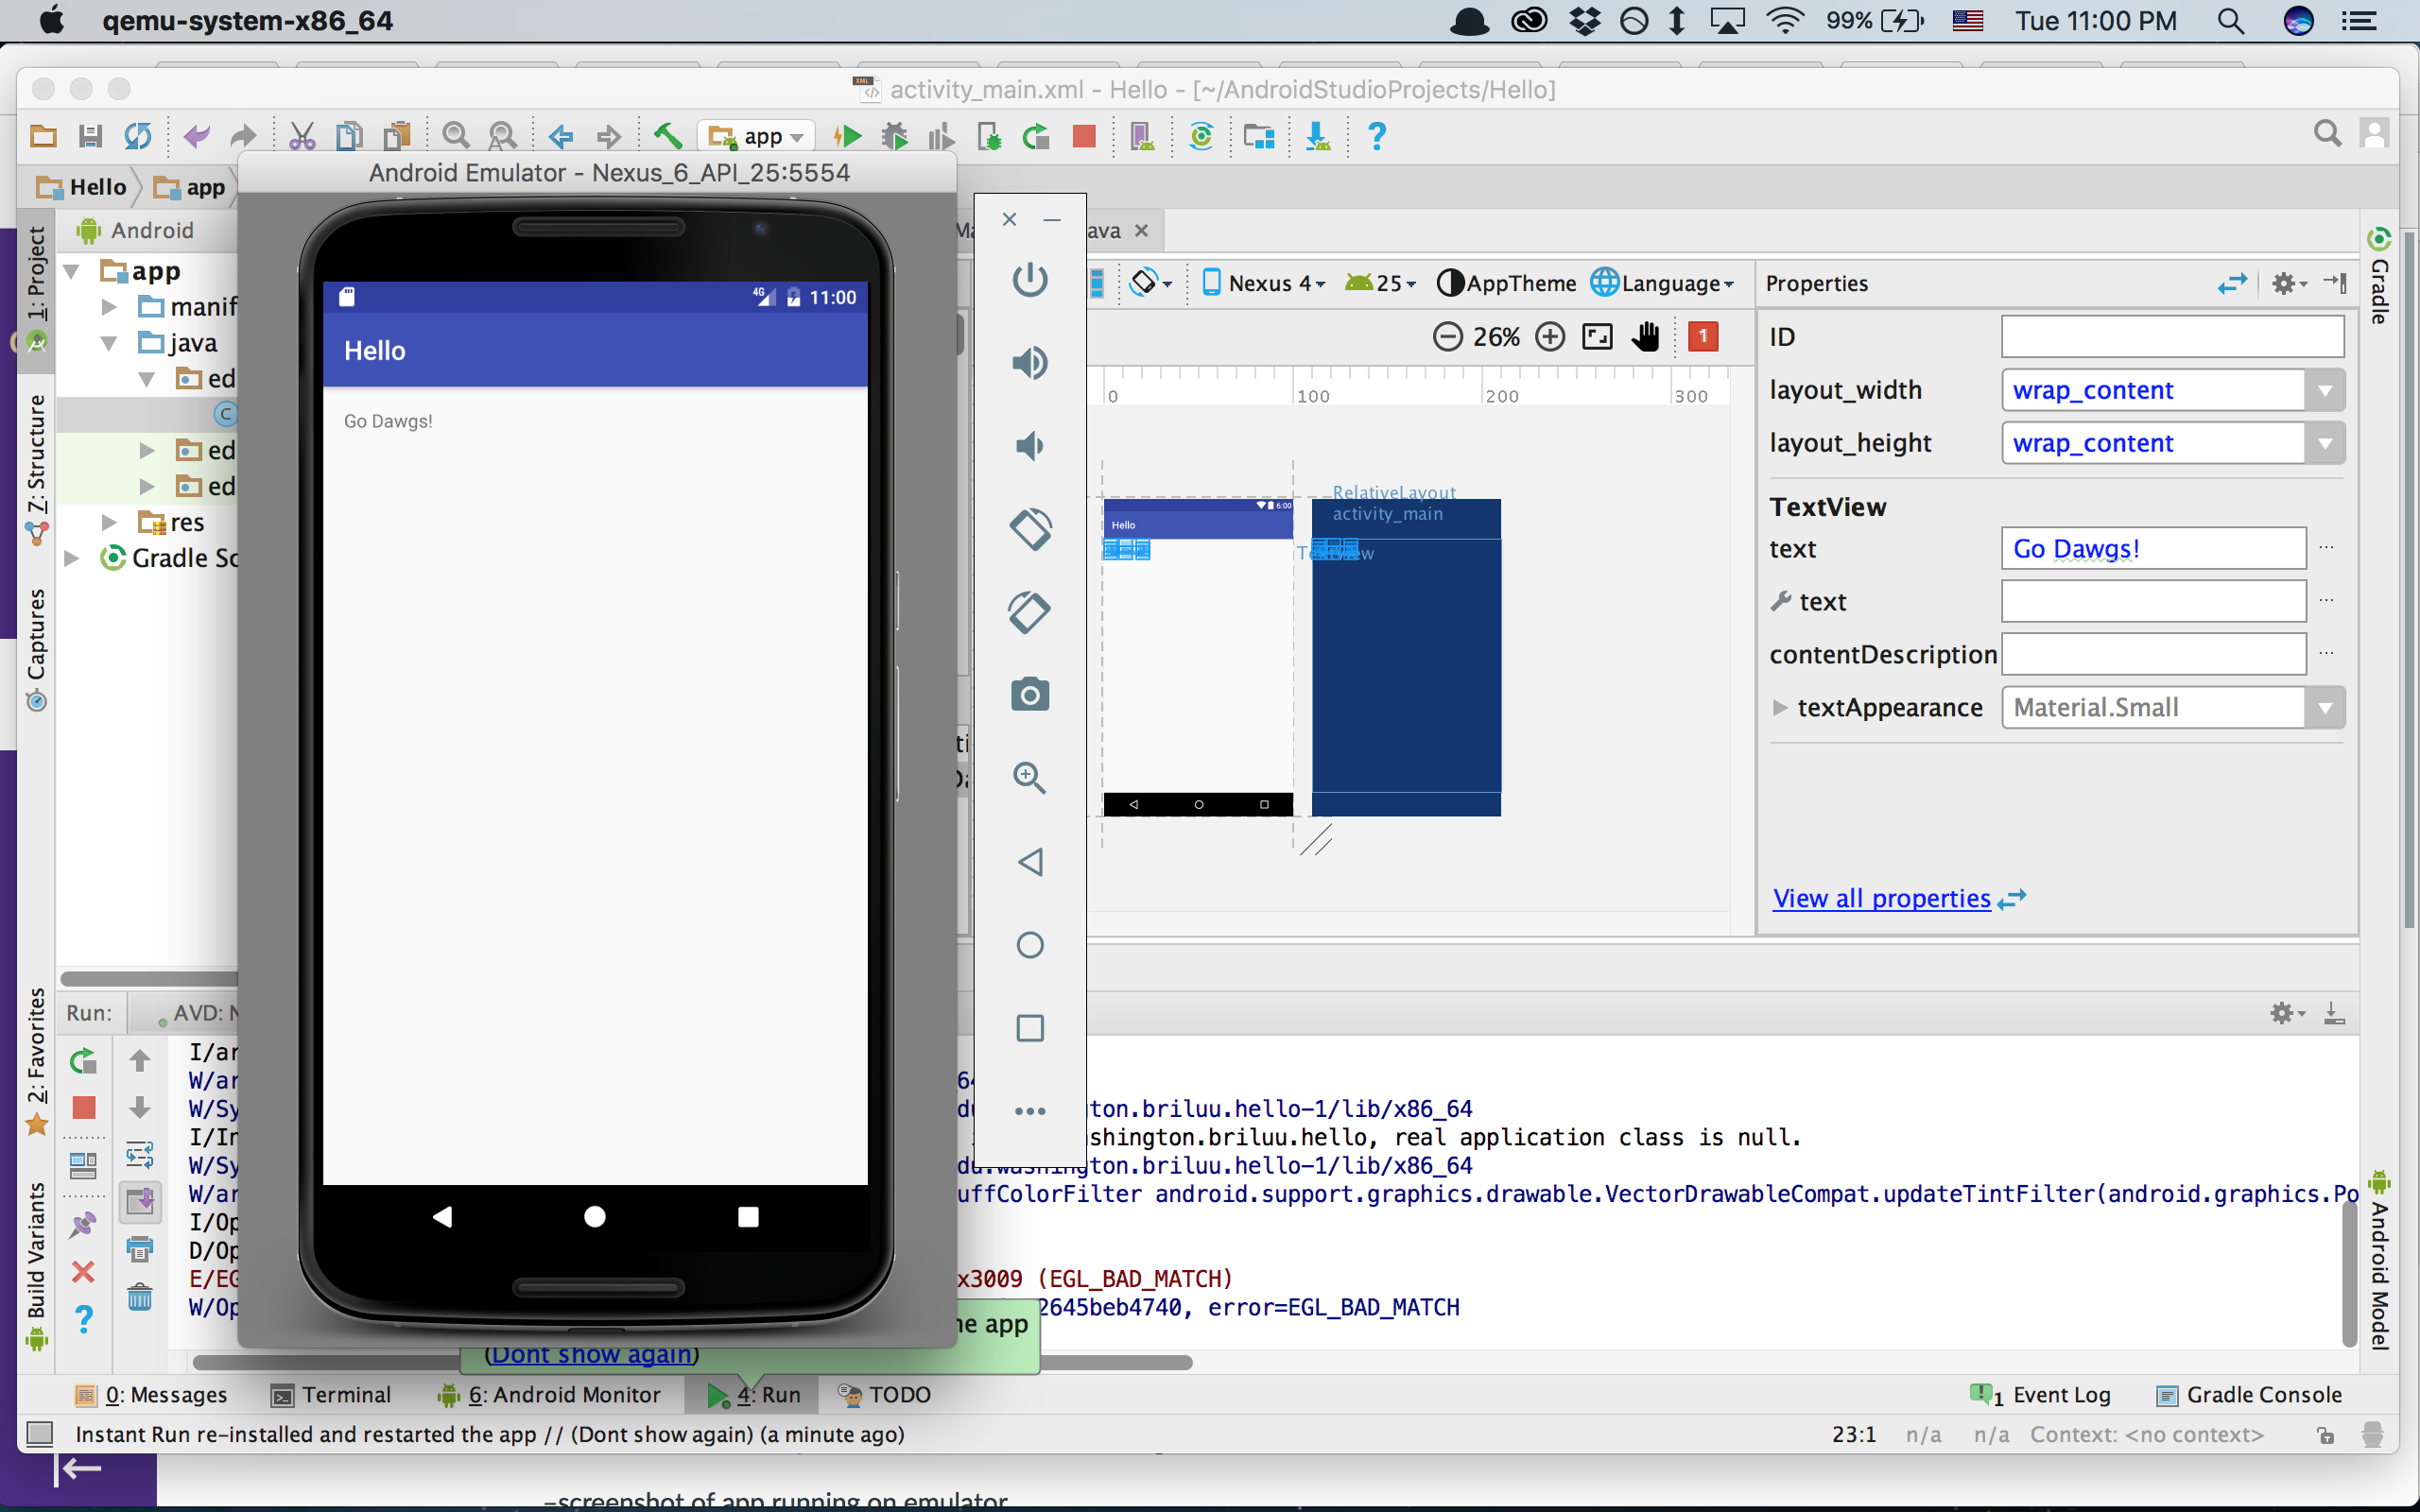 qemu-system-x86_64
99%
Tue 11:00 PM
activity_main.xml - Hello - [~/AndroidStudioProjects/Hello]
app
Android Emulator - Nexus_6_API_25:5554
Hello
app
1: Project
7: Structure
Captures
2: Favorites
Build Variants
Android
app
manif
java
ed
C
ed
ed
res
Gradle Sc
4G
11:00
Hello
Go Dawgs!
ava
Nexus 4
25
AppTheme
Language
26%
1
0
100
200
300
6:00
Hello
RelativeLayout
activity_main
Properties
ID
layout_width
wrap_content
layout_height
wrap_content
TextView
text
Go Dawgs!
...
text
...
contentDescription
...
textAppearance
Material.Small
View all properties
Gradle
Android Model
Run:
AVD: N
I/ar
W/ar
W/Sy
ton.briluu.hello-1/lib/x86_64
I/In
shington.briluu.hello, real application class is null.
W/Sy
du.washington.briluu.hello-1/lib/x86_64
W/ar
uffColorFilter android.support.graphics.drawable.VectorDrawableCompat.updateTintFilter(android.graphics.Po
I/Op
D/Op
E/EG
x3009 (EGL_BAD_MATCH)
W/Op
2645beb4740, error=EGL_BAD_MATCH
he app
(Dont show again)
0: Messages
Terminal
6: Android Monitor
4: Run
TODO
1 Event Log
Gradle Console
Instant Run re-installed and restarted the app // (Dont show again) (a minute ago)
23:1
n/a
n/a
Context: <no context>
-screenshot of app running on emulator